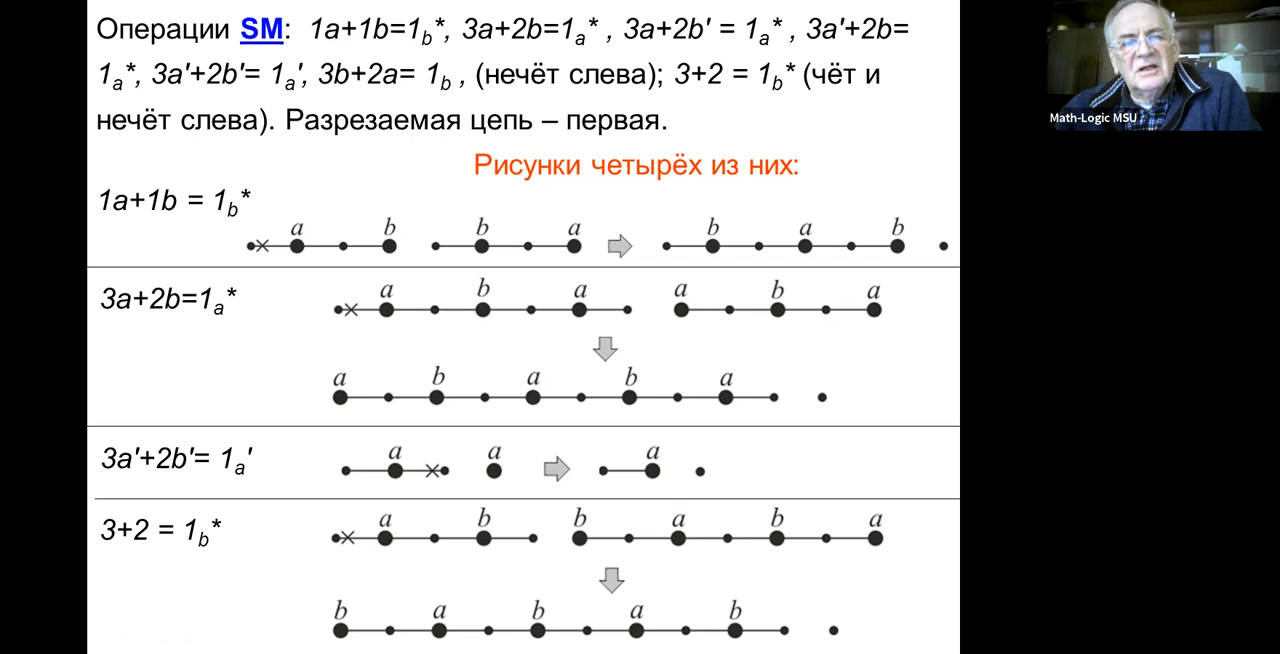 Операции SM: 1a+1b=1b*, 3a+2b=1a* , 3a+2b' = 1a* , 3a'+2b=
1a*, 3a'+2b'= 1a', 3b+2a= 1b , (нечёт слева); 3+2 = 1b* (чёт и
нечёт слева). Разрезаемая цепь – первая.
Math-Logic MSU
Рисунки четырёх из них:
1a+1b = 1b*
a b b a b a b
3a+2b=1a*
a b a a b a
a b a b a
3a'+2b'= 1a'
a a a
3+2 = 1b*
a b b a b a
b a b a b